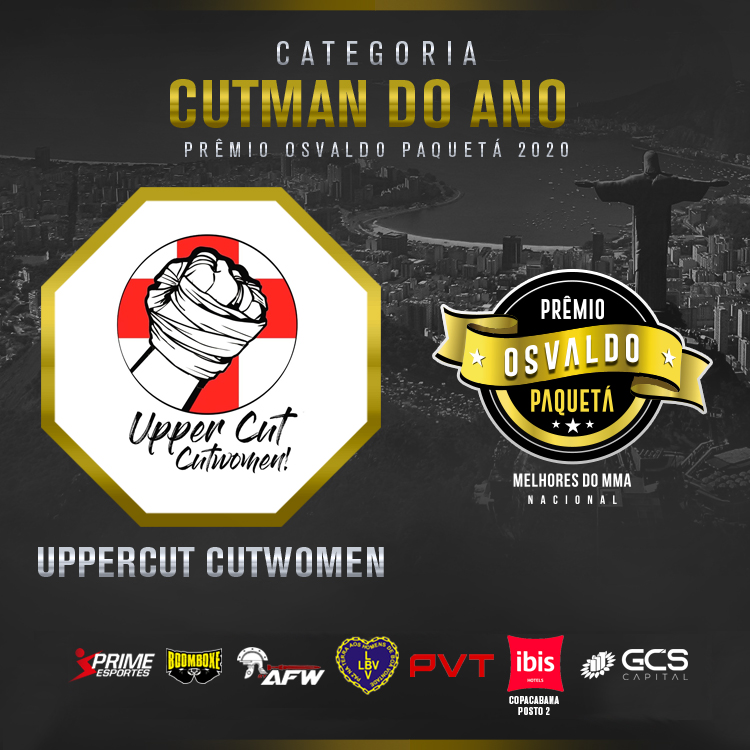 CATEGORIA
CUTMAN DO ANO
PRÊMIO OSVALDO PAQUETÁ 2020
Upper Cut
Cutwomen!
PRÊMIO
OSVALDO
PAQUETÁ
MELHORES DO MMA
NACIONAL
UPPERCUT CUTWOMEN
PRIME
ESPORTES
BOOMBOXE
AFW
L
LBV
V
PVT
ibis
HOTELS
COPACABANA
POSTO 2
GCS
CAPITAL